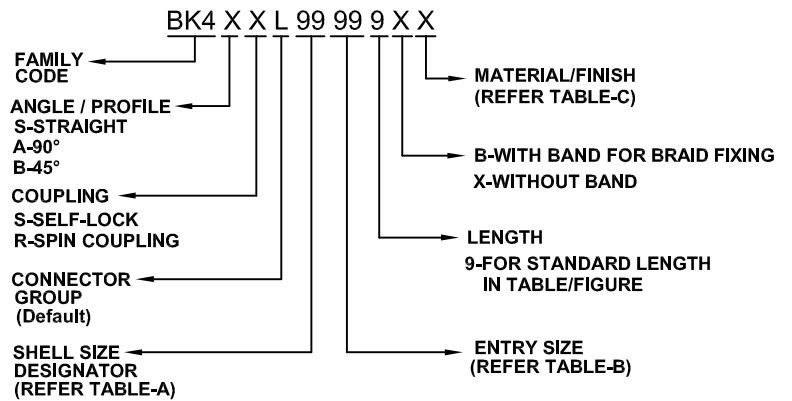 BK4 X X L 99 99 9 X X
FAMILY
CODE
ANGLE / PROFILE
S-STRAIGHT
A-90°
B-45°
COUPLING
S-SELF-LOCK
R-SPIN COUPLING
CONNECTOR
GROUP
(Default)
SHELL SIZE
DESIGNATOR
(REFER TABLE-A)
MATERIAL/FINISH
(REFER TABLE-C)
B-WITH BAND FOR BRAID FIXING
X-WITHOUT BAND
LENGTH
9-FOR STANDARD LENGTH
IN TABLE/FIGURE
ENTRY SIZE
(REFER TABLE-B)